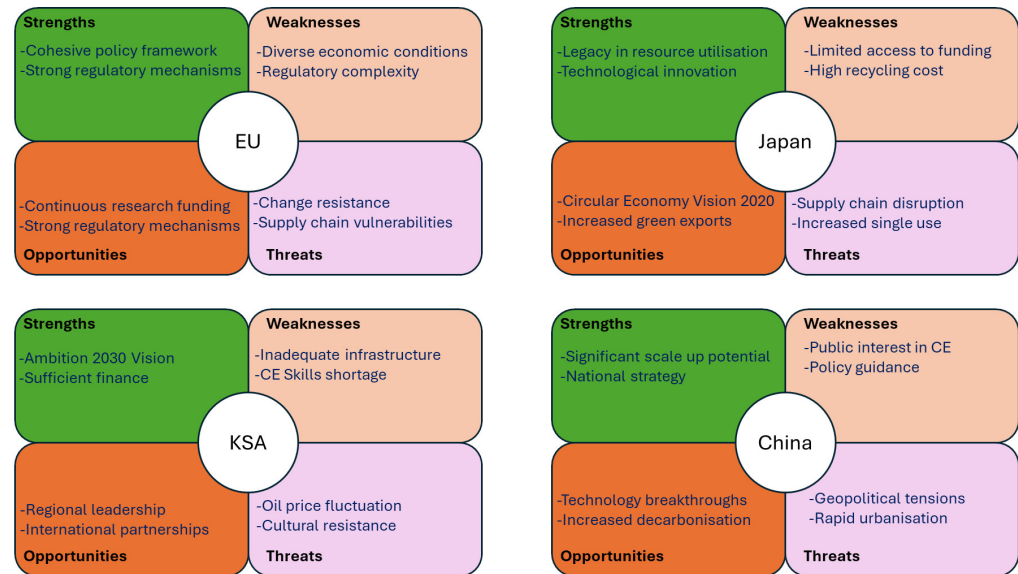 Strengths
-Cohesive policy framework
-Strong regulatory mechanisms
Weaknesses
-Diverse economic conditions
-Regulatory complexity
EU
-Continuous research funding
-Strong regulatory mechanisms
Opportunities
-Change resistance
-Supply chain vulnerabilities
Threats
Strengths
-Legacy in resource utilisation
-Technological innovation
Weaknesses
-Limited access to funding
-High recycling cost
Japan
-Circular Economy Vision 2020
-Increased green exports
Opportunities
-Supply chain disruption
-Increased single use
Threats
Strengths
-Ambition 2030 Vision
-Sufficient finance
Weaknesses
-Inadequate infrastructure
-CE Skills shortage
KSA
-Regional leadership
-International partnerships
Opportunities
-Oil price fluctuation
-Cultural resistance
Threats
Strengths
-Significant scale up potential
-National strategy
Weaknesses
-Public interest in CE
-Policy guidance
China
-Technology breakthroughs
-Increased decarbonisation
Opportunities
-Geopolitical tensions
-Rapid urbanisation
Threats